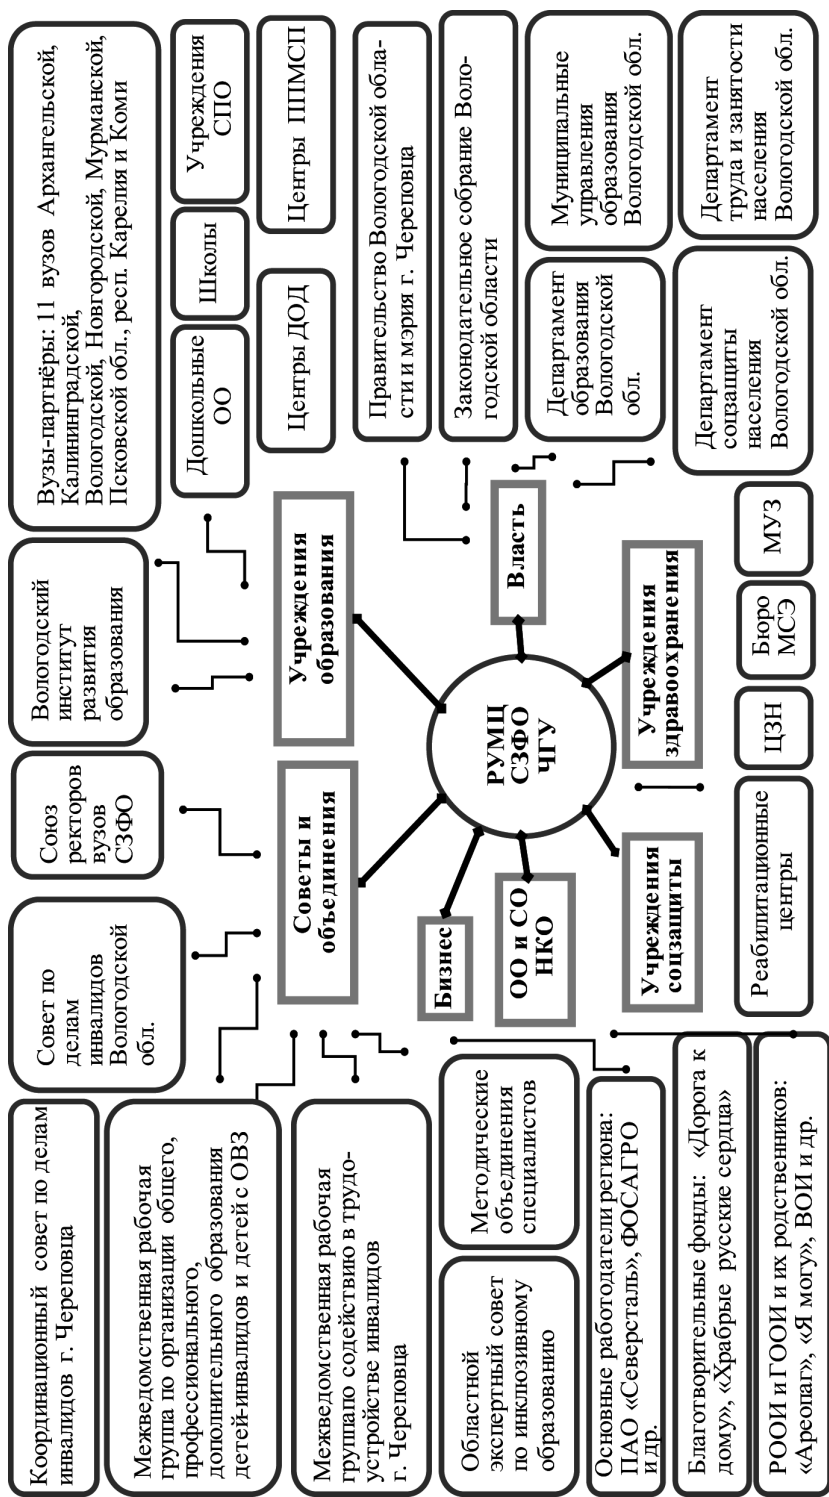 Координационный совет по делам
инвалидов г. Череповца
Совет по
делам
инвалидов
Вологодской
обл.
Союз
ректоров
вузов
СЗФО
Вологодский
институт
развития
образования
Вузы-партнёры: 11 вузов Архангельской,
Калининградской,
Вологодской, Новгородской, Мурманской,
Псковской обл., респ. Карелия и Коми
Межведомственная рабочая
группа по организации общего,
профессионального,
дополнительного образования
детей-инвалидов и детей с ОВЗ
Дошкольные
ОО
Школы
Учреждения
СПО
Центры ДОД
Центры ППМСП
Межведомственная рабочая
группапо содействию в трудо-
устройстве инвалидов
г. Череповца
Советы и
объединения
Учреждения
образования
Правительство Вологодской обла-
сти и мэрия г. Череповца
Законодательное собрание Воло-
годской области
Областной
экспертный совет
по инклюзивному
образованию
Методические
объединения
специалистов
Бизнес
ОО и СО
НКО
РУМЦ
СЗФО
ЧГУ
Власть
Департамент
образования
Вологодской
обл.
Муниципальные
управления
образования
Вологодской обл.
Основные работодатели региона:
ПАО «Северсталь», ФОСАГРО
и др.
Учреждения
соцзащиты
Учреждения
здравоохранения
Департамент
соцзащиты
населения
Вологодской обл.
Департамент
труда и занятости
населения
Вологодской обл.
Благотворительные фонды: «Дорога к
дому», «Храбрые русские сердца»
РООИ и ГООИ и их родственников:
«Ареопаг», «Я могу», ВОИ и др.
Реабилитационные
центры
ЦЗН
Бюро
МСЭ
МУЗ